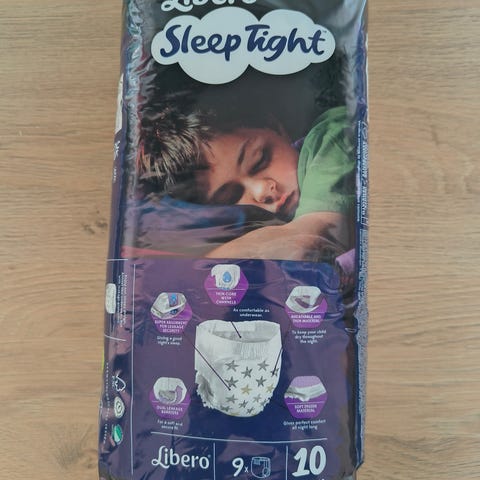 Libero
Sleep Tight
THIN CORE
WITH
CHANNELS
As comfortable as
underwear.
SUPER ABSORBENT
FOR LEAKAGE
SECURITY
Giving a good
night's sleep.
BREATHABLE AND
THIN MATERIAL
To keep your child
dry throughout
the night.
DUAL LEAKAGE
BARRIERS
For a soft and
secure fit.
SOFT INSIDE
MATERIAL
Gives perfect comfort
all night long
Libero
9x
10